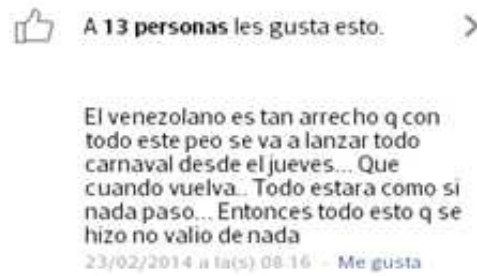 A 13 personas les gusta esto.
El venezolano es tan arrecho q con
todo este peo se va a lanzar todo
carnaval desde el jueves... Que
cuando vuelva.. Todo estara como si
nada paso... Entonces todo esto q se
hizo no valio de nada
23/02/2014 a la(s) 08:16 - Me gusta